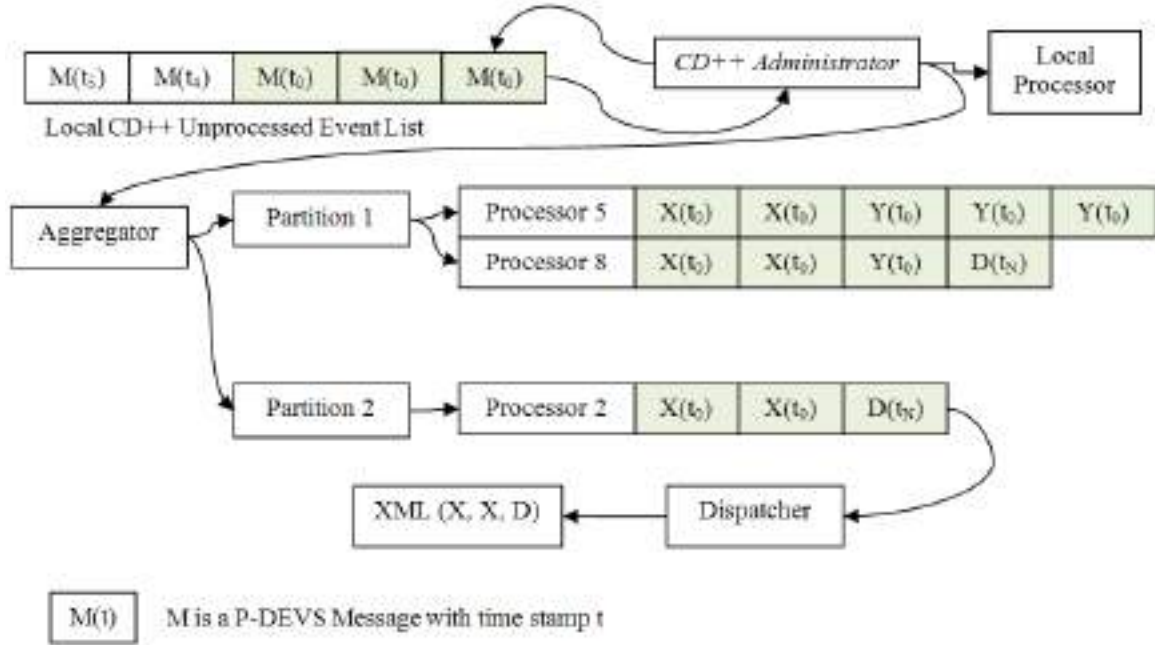 M(t₅) M(t₄) M(t₀) M(t₀) M(t₀)
CD++ Administrator
Local
Processor
Local CD++ Unprocessed Event List
Aggregator
Partition 1
Processor 5 X(t₀) X(t₀) Y(t₀) Y(t₀) Y(t₀)
Processor 8 X(t₀) X(t₀) Y(t₀) D(t_N)
Partition 2
Processor 2 X(t₀) X(t₀) D(t_N)
XML (X, X, D)
Dispatcher
M(t) M is a P-DEVS Message with time stamp t